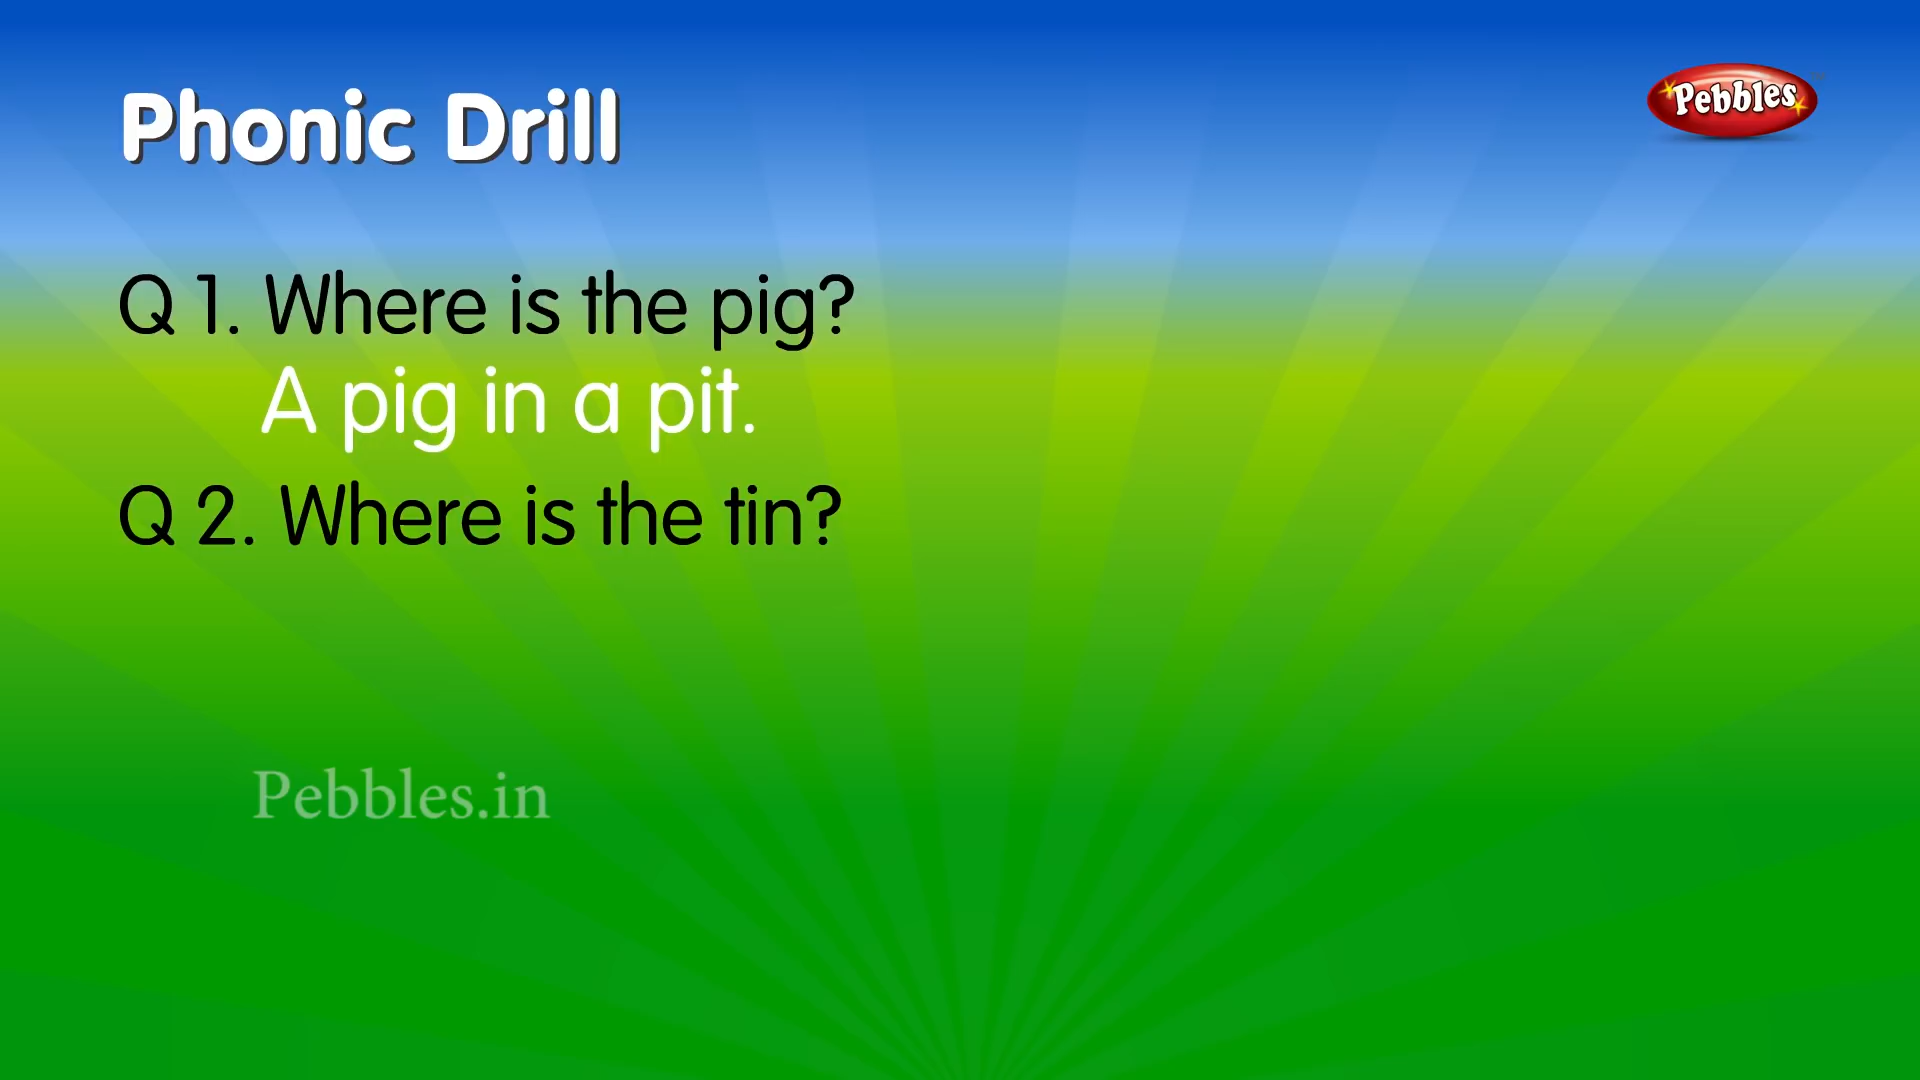 Phonic Drill
Pebbles
Q 1. Where is the pig?
A pig in a pit.
Q 2. Where is the tin?
Pebbles.in